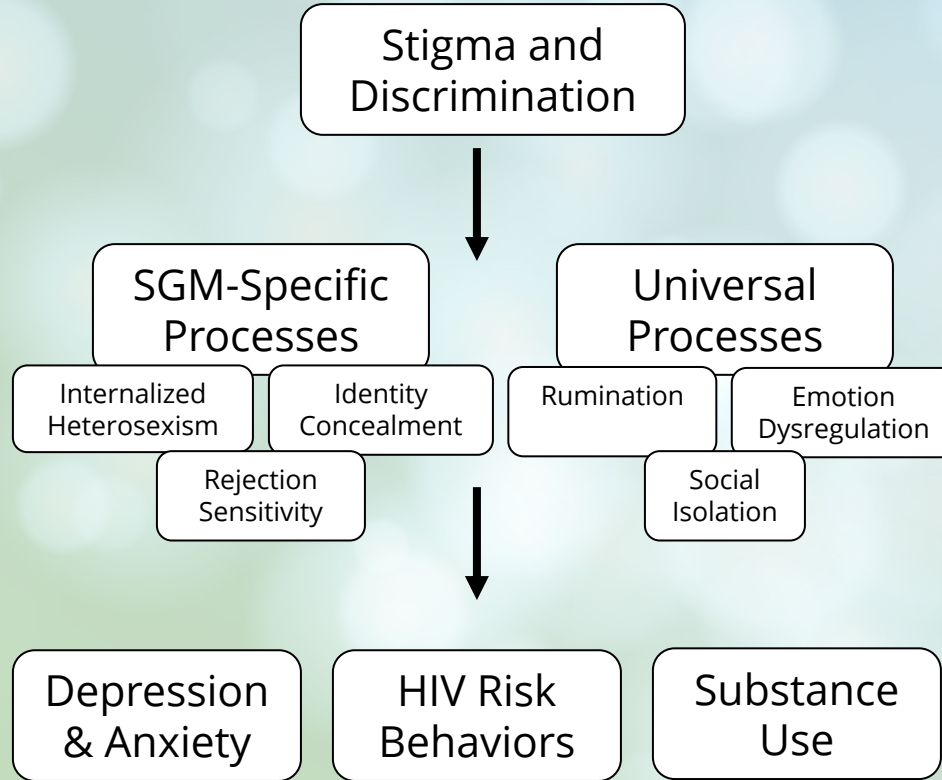 Stigma and
Discrimination
SGM-Specific
Processes
Universal
Processes
Internalized
Heterosexism
Identity
Concealment
Rejection
Sensitivity
Rumination
Emotion
Dysregulation
Social
Isolation
Depression
& Anxiety
HIV Risk
Behaviors
Substance
Use